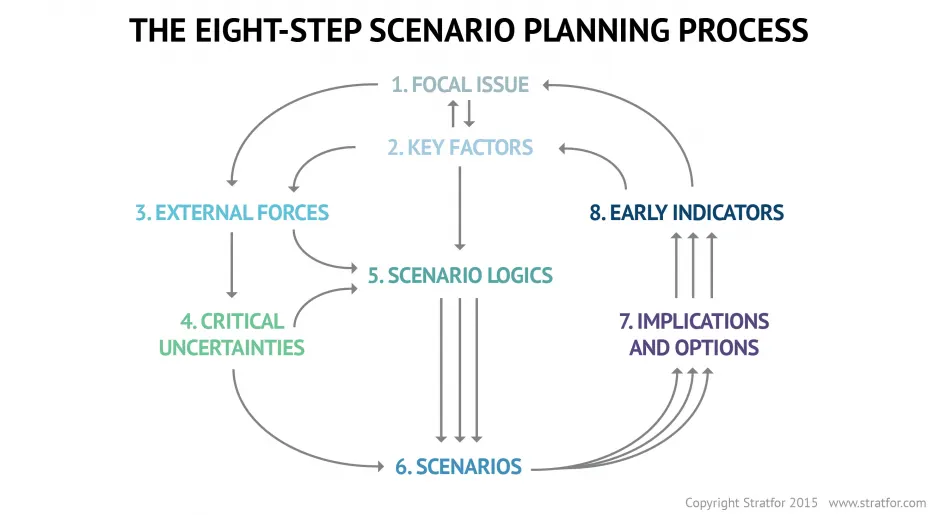 THE EIGHT-STEP SCENARIO PLANNING PROCESS
1. FOCAL ISSUE
2. KEY FACTORS
3. EXTERNAL FORCES
8. EARLY INDICATORS
5. SCENARIO LOGICS
4. CRITICAL
UNCERTAINTIES
7. IMPLICATIONS
AND OPTIONS
6. SCENARIOS
Copyright Stratfor 2015 www.stratfor.com